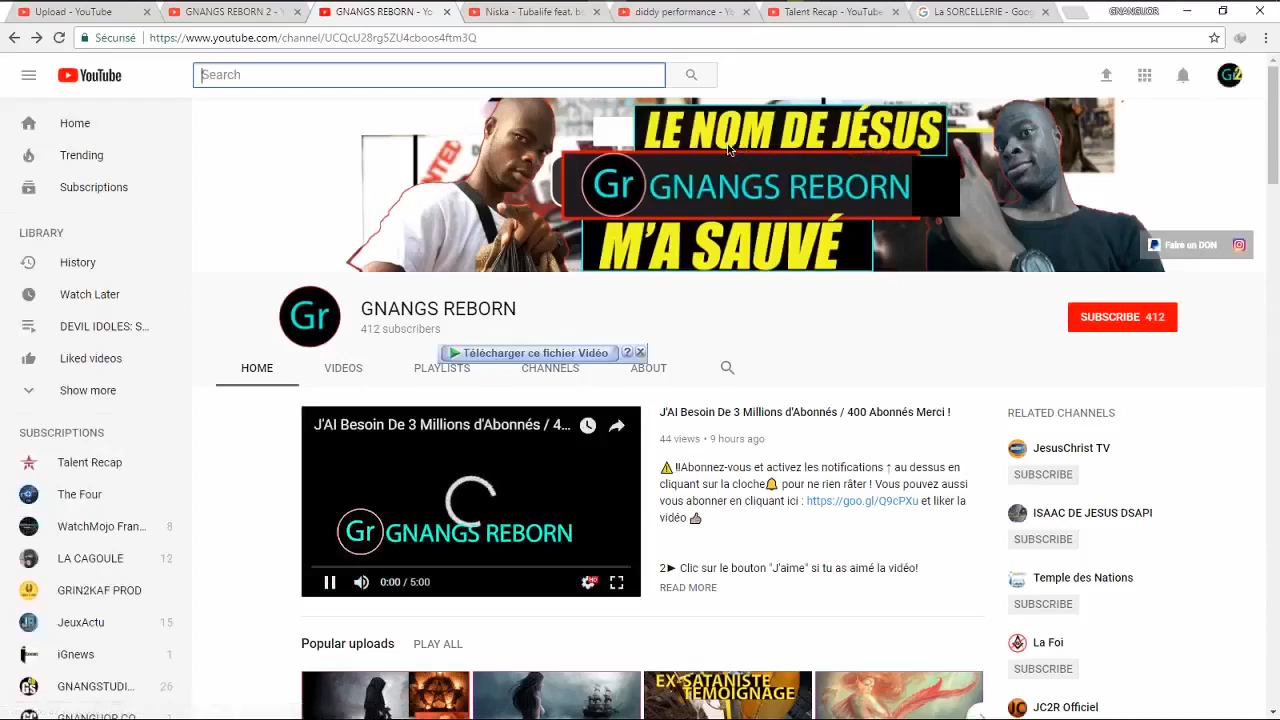 Upload - YouTube
GNANGS REBORN 2 - Y
GNANGS REBORN - You
Niska - Tubalife feat. b
diddy performance - Yo
Talent Recap - YouTube
La SORCELLERIE - Goog
GNANGUOR
Sécurisé
https://www.youtube.com/channel/UCQcU28rg5ZU4cboos4ftm3Q
YouTube
Search
Home
Trending
Subscriptions
LIBRARY
History
Watch Later
DEVIL IDOLES: S...
Liked videos
Show more
SUBSCRIPTIONS
Talent Recap
The Four
WatchMojo Fran... 8
LA CAGOULE 12
GRIN2KAF PROD
JeuxActu 15
iGnews 1
GNANGSTUDI... 26
LE NOM DE JÉSUS
Gr GNANGS REBORN
M'A SAUVÉ
Faire un DON
Gr
GNANGS REBORN
412 subscribers
SUBSCRIBE 412
Télécharger ce fichier Vidéo ?
HOME VIDEOS PLAYLISTS CHANNELS ABOUT
J'AI Besoin De 3 Millions d'Abonnés / 4...
Gr GNANGS REBORN
0:00 / 5:00
HD
J'AI Besoin De 3 Millions d'Abonnés / 400 Abonnés Merci !
44 views • 9 hours ago
⚠️‼️Abonnez-vous et activez les notifications ↑ au dessus en
cliquant sur la cloche🔔 pour ne rien râter ! Vous pouvez aussi
vous abonner en cliquant ici : https://goo.gl/Q9cPXu et liker la
vidéo 👍
2► Clic sur le bouton "J'aime" si tu as aimé la vidéo!
READ MORE
Popular uploads PLAY ALL
EX-SATANISTE
TÉMOIGNAGE
RELATED CHANNELS
JesusChrist TV
SUBSCRIBE
ISAAC DE JESUS DSAPI
SUBSCRIBE
Temple des Nations
SUBSCRIBE
La Foi
SUBSCRIBE
JC2R Officiel